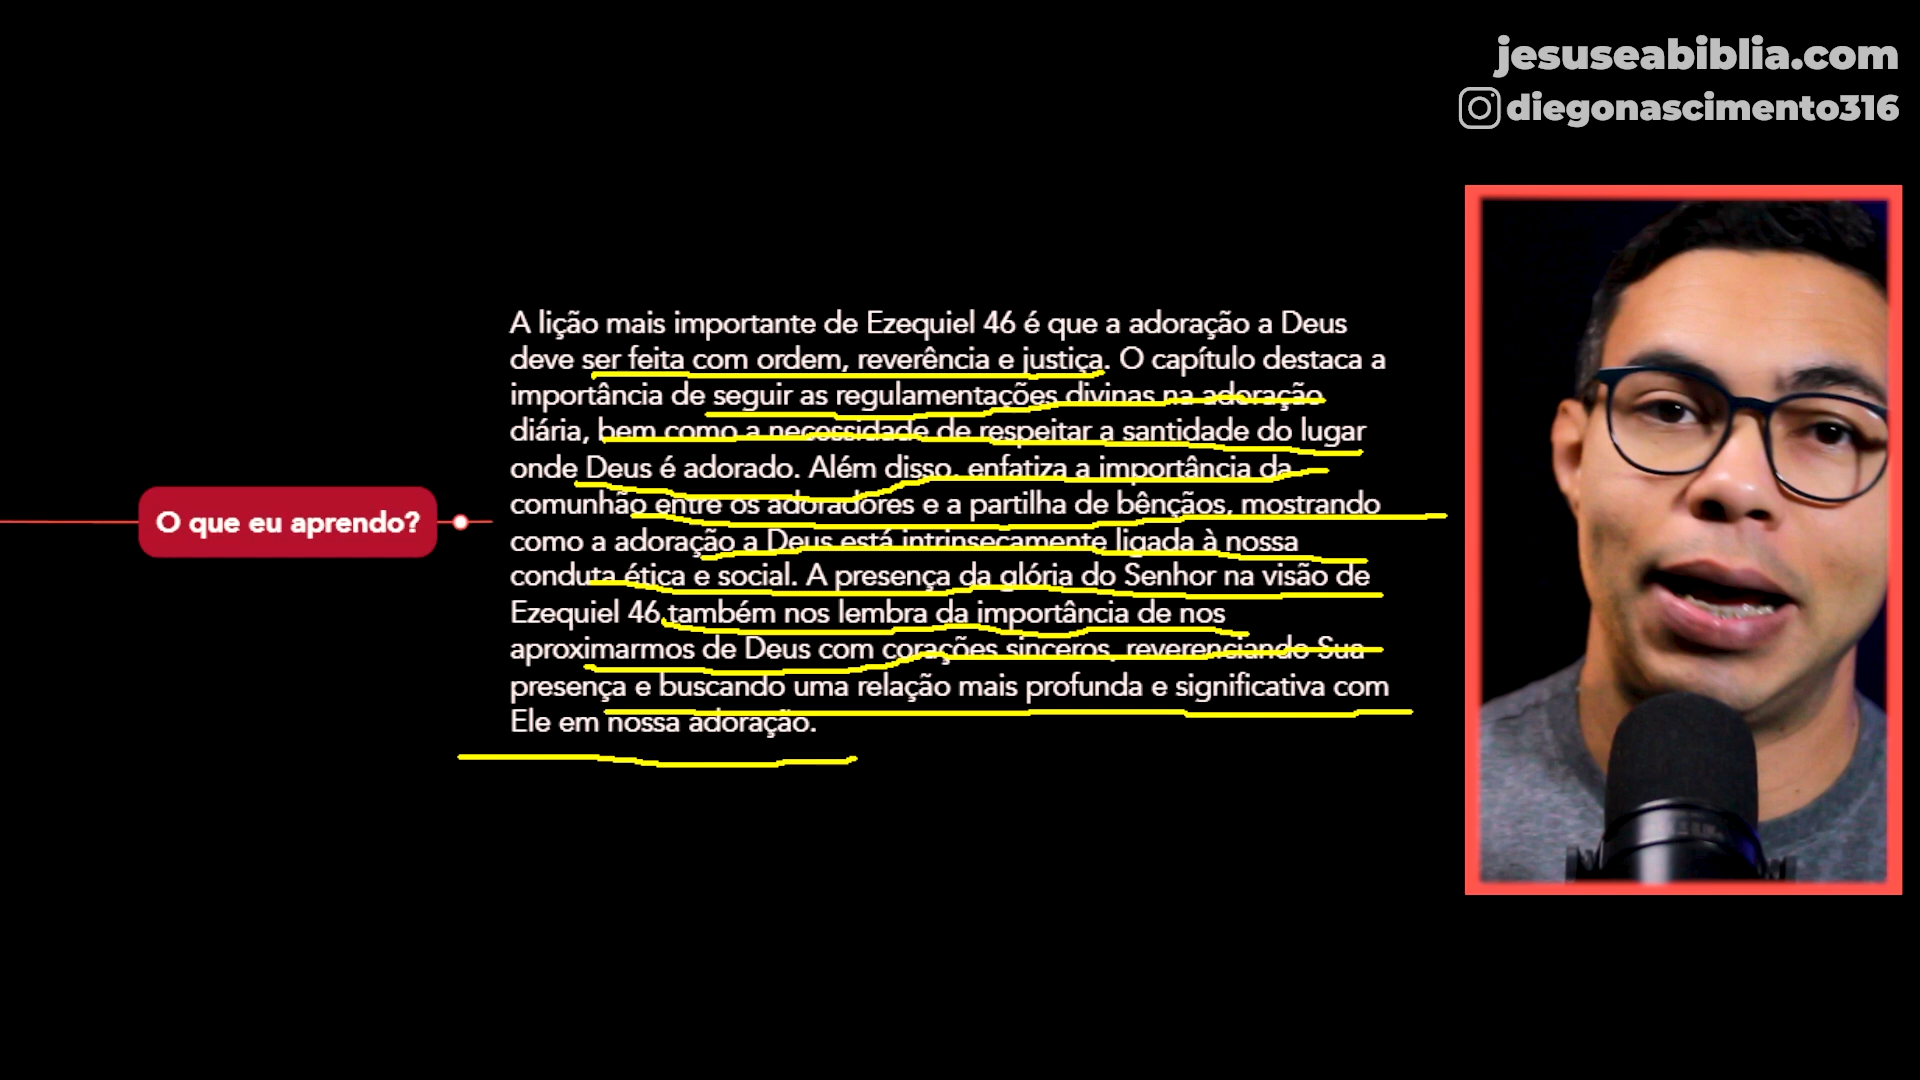 jesuseabiblia.com
diegonascimento316
O que eu aprendo?
A lição mais importante de Ezequiel 46 é que a adoração a Deus
deve ser feita com ordem, reverência e justiça. O capítulo destaca a
importância de seguir as regulamentações divinas na adoração
diária, bem como a necessidade de respeitar a santidade do lugar
onde Deus é adorado. Além disso, enfatiza a importância da
comunhão entre os adoradores e a partilha de bênçãos, mostrando
como a adoração a Deus está intrinsecamente ligada à nossa
conduta ética e social. A presença da glória do Senhor na visão de
Ezequiel 46 também nos lembra da importância de nos
aproximarmos de Deus com corações sinceros, reverenciando Sua
presença e buscando uma relação mais profunda e significativa com
Ele em nossa adoração.